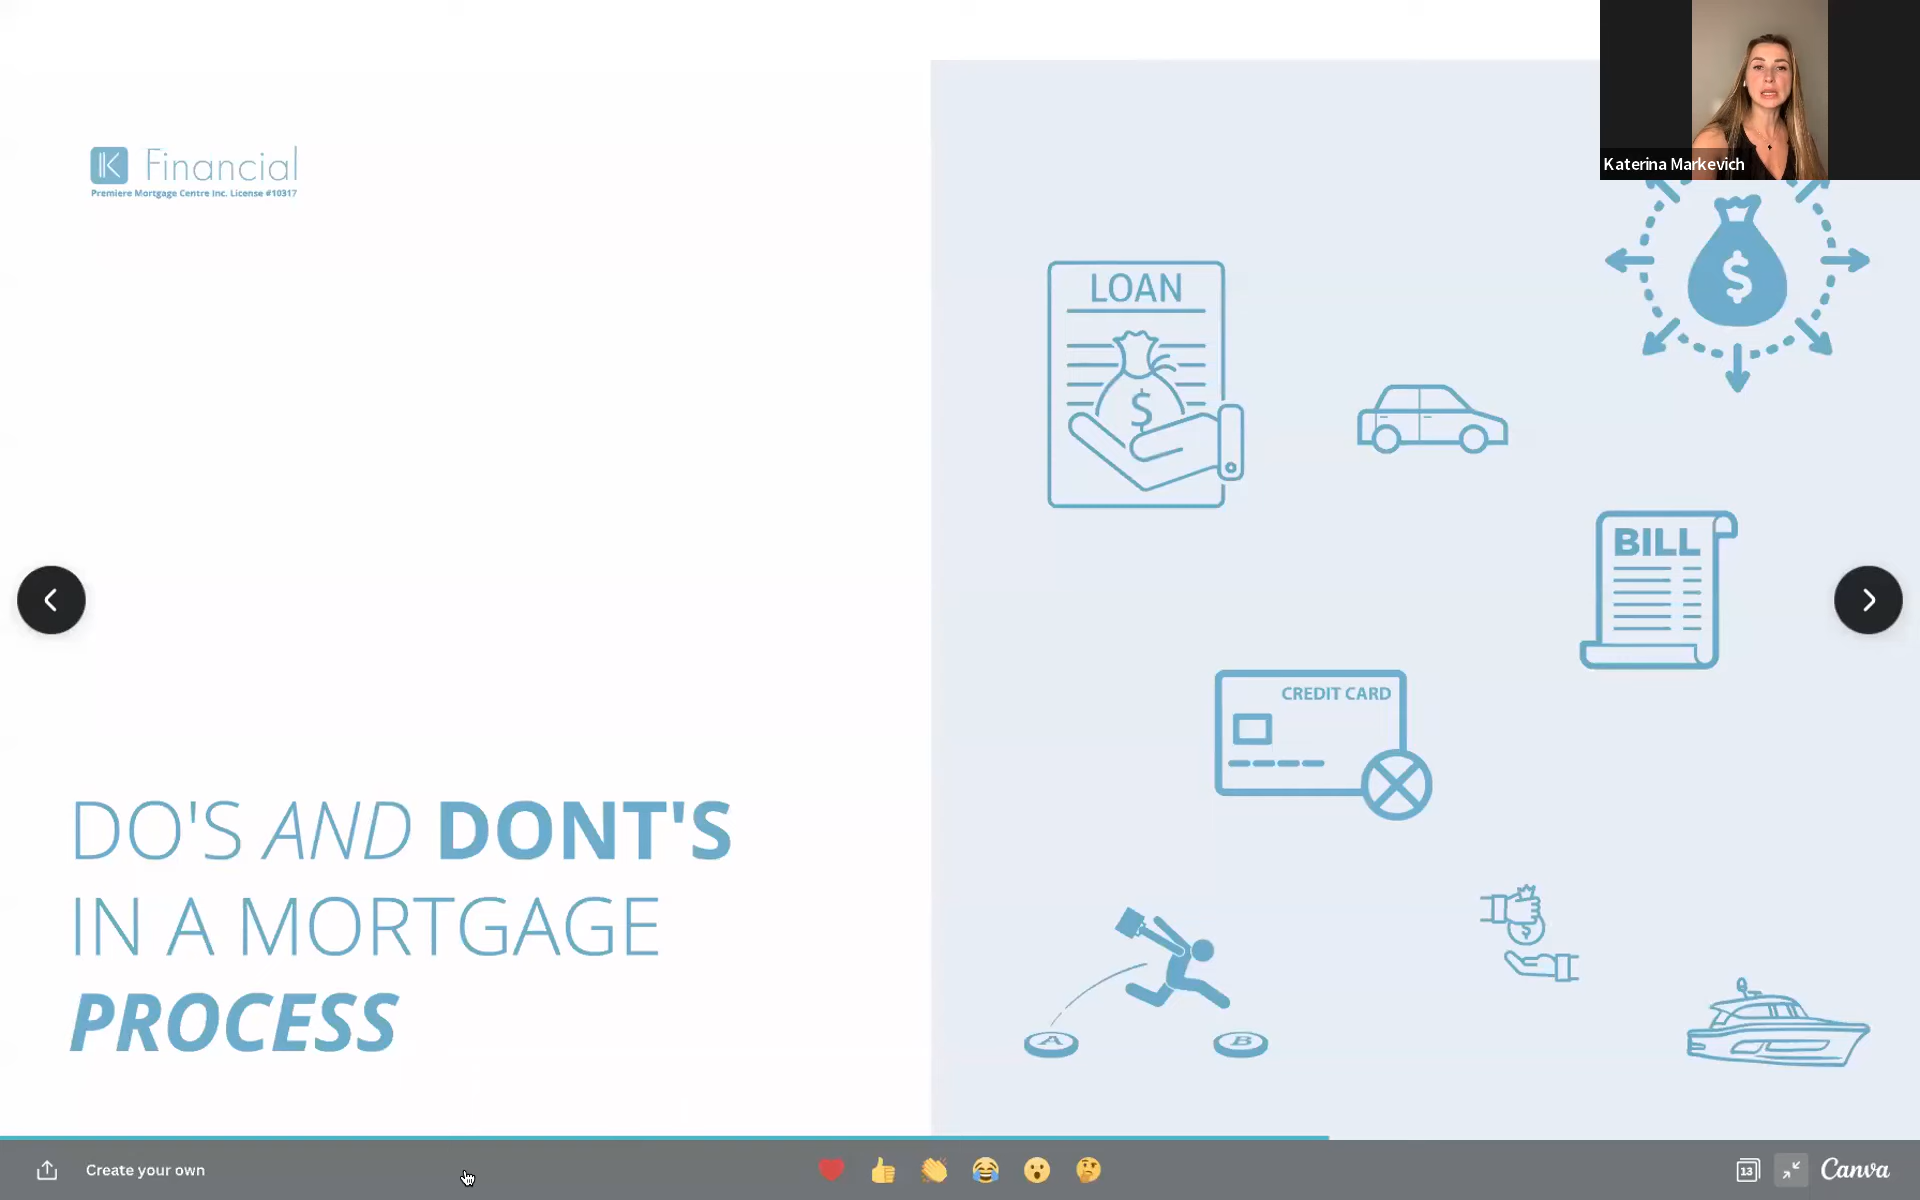 K Financial
Premiere Mortgage Centre Inc. License #10317
DO'S AND DONT'S
IN A MORTGAGE
PROCESS
Katerina Markevich
$
LOAN
$
BILL
CREDIT CARD
$
A B
Create your own
13
Canva